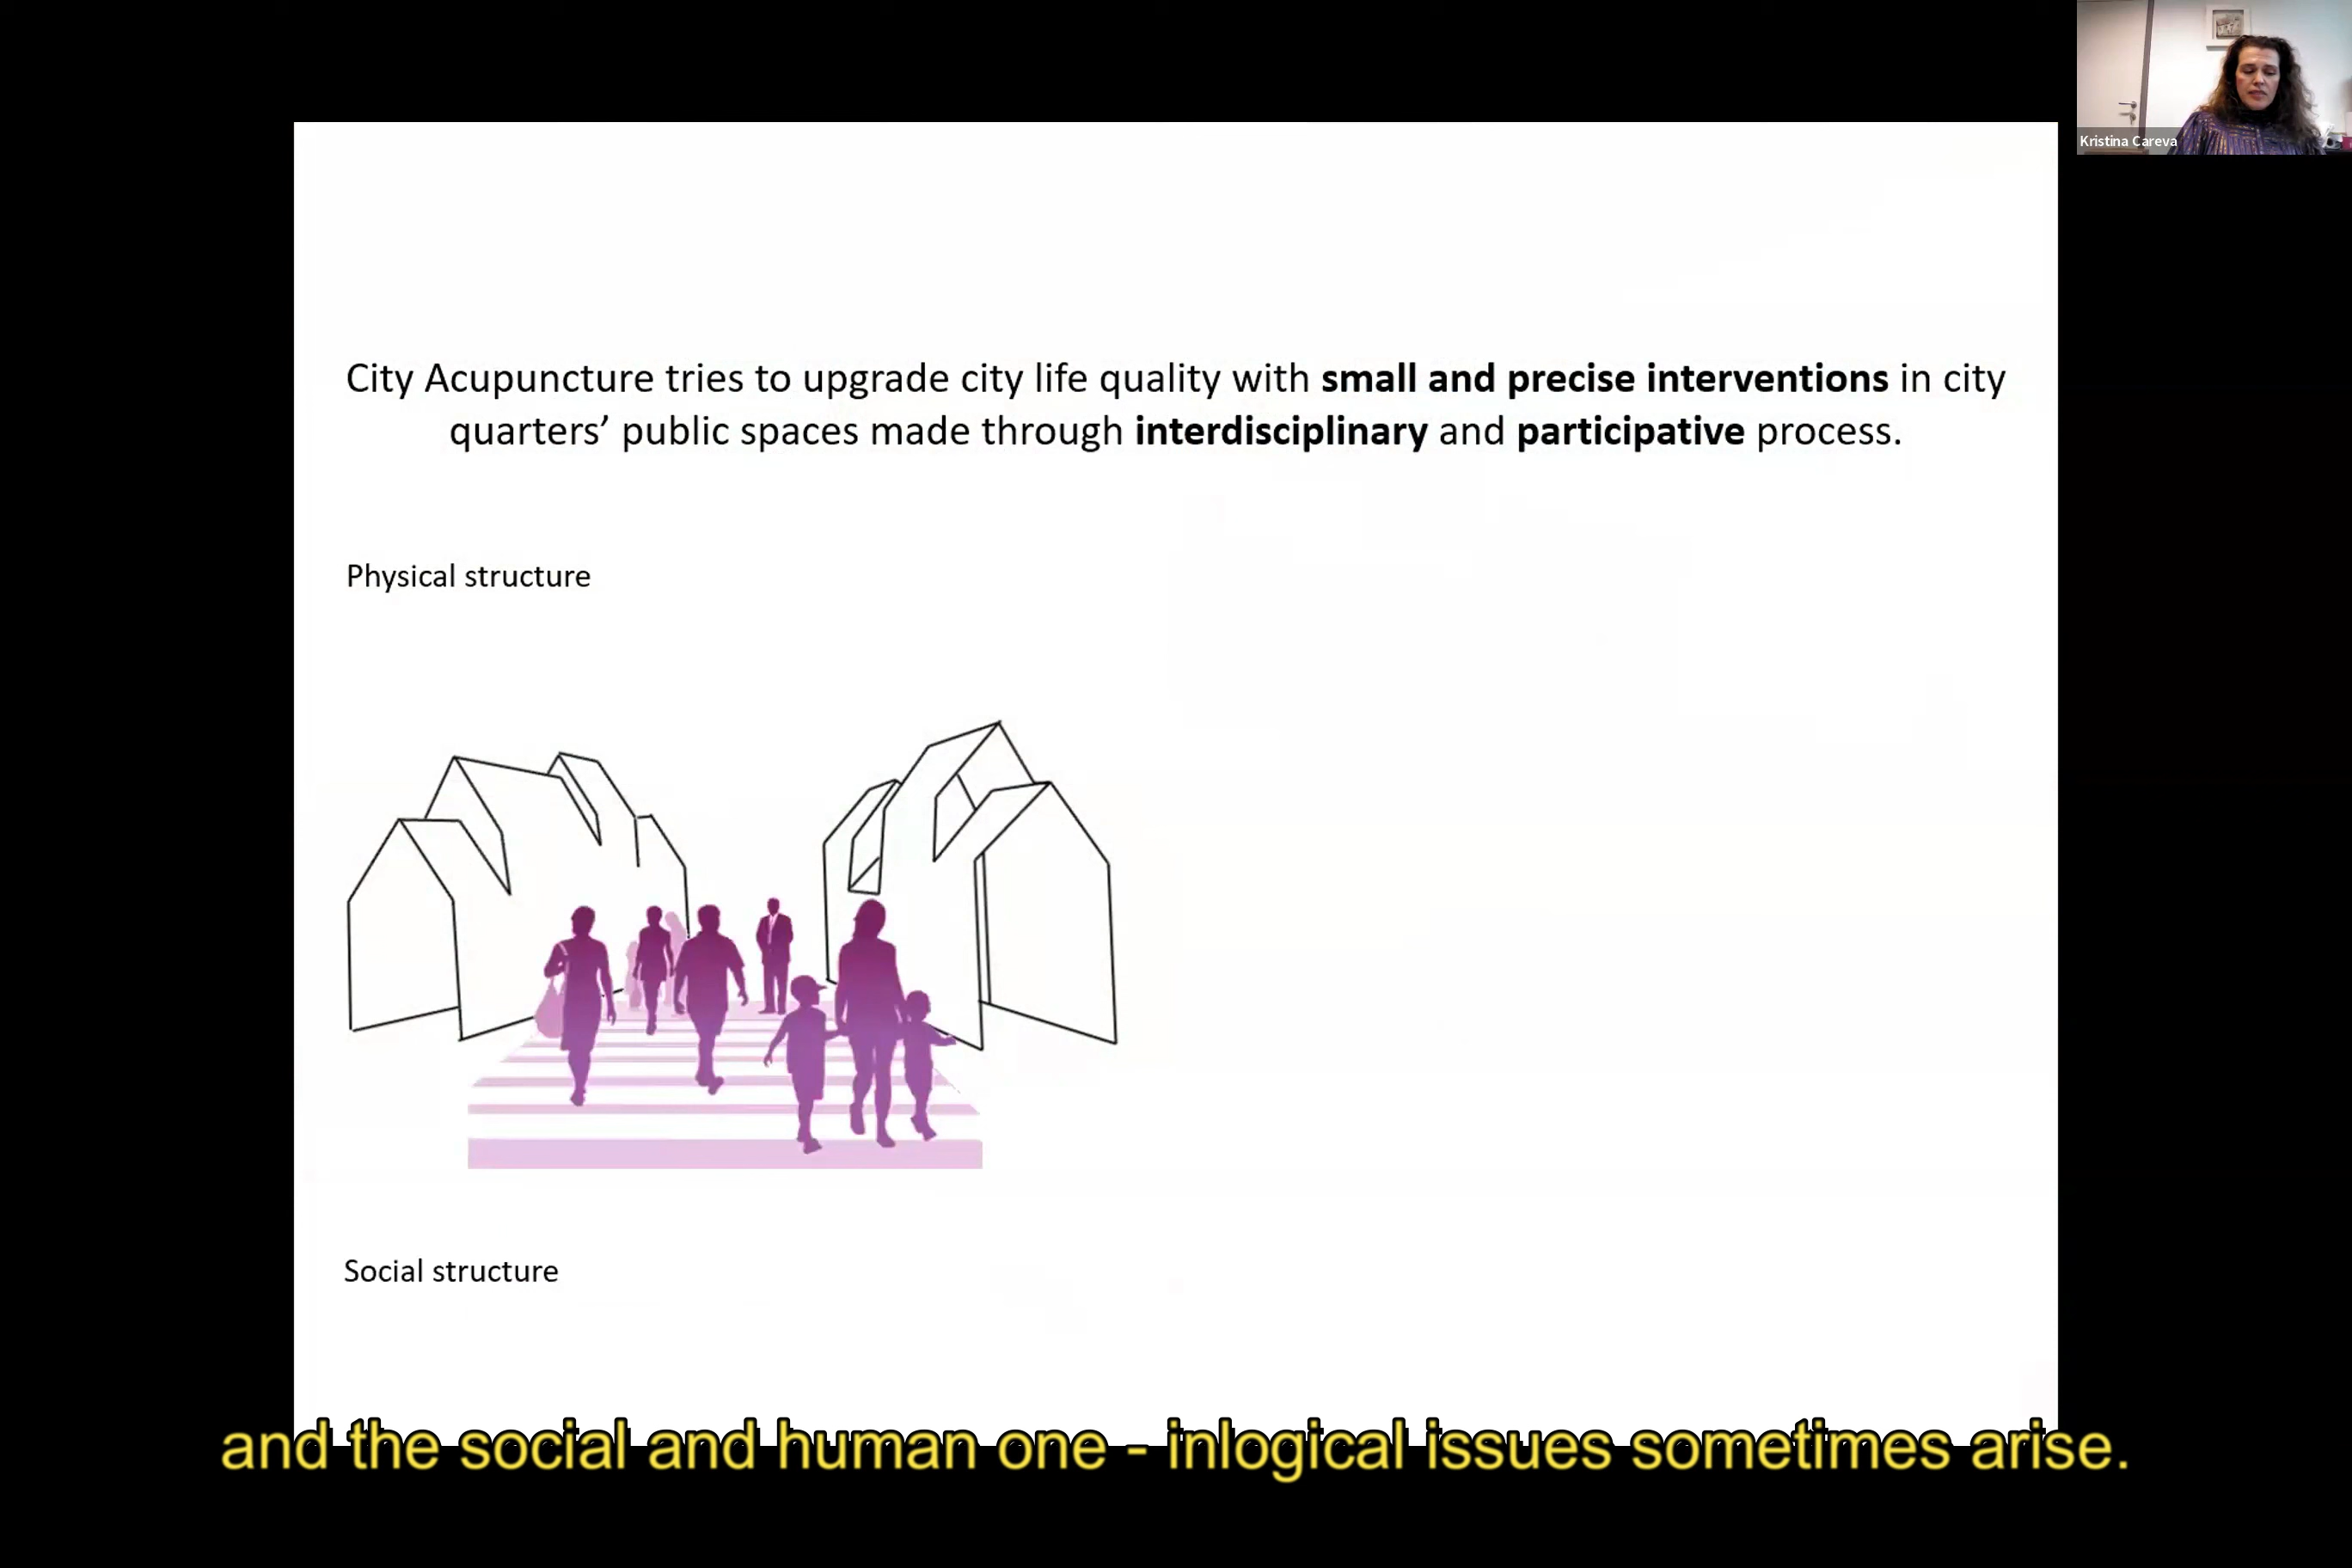 Kristina Careva
City Acupuncture tries to upgrade city life quality with small and precise interventions in city
quarters’ public spaces made through interdisciplinary and participative process.
Physical structure
Social structure
and the social and human one - inlogical issues sometimes arise.